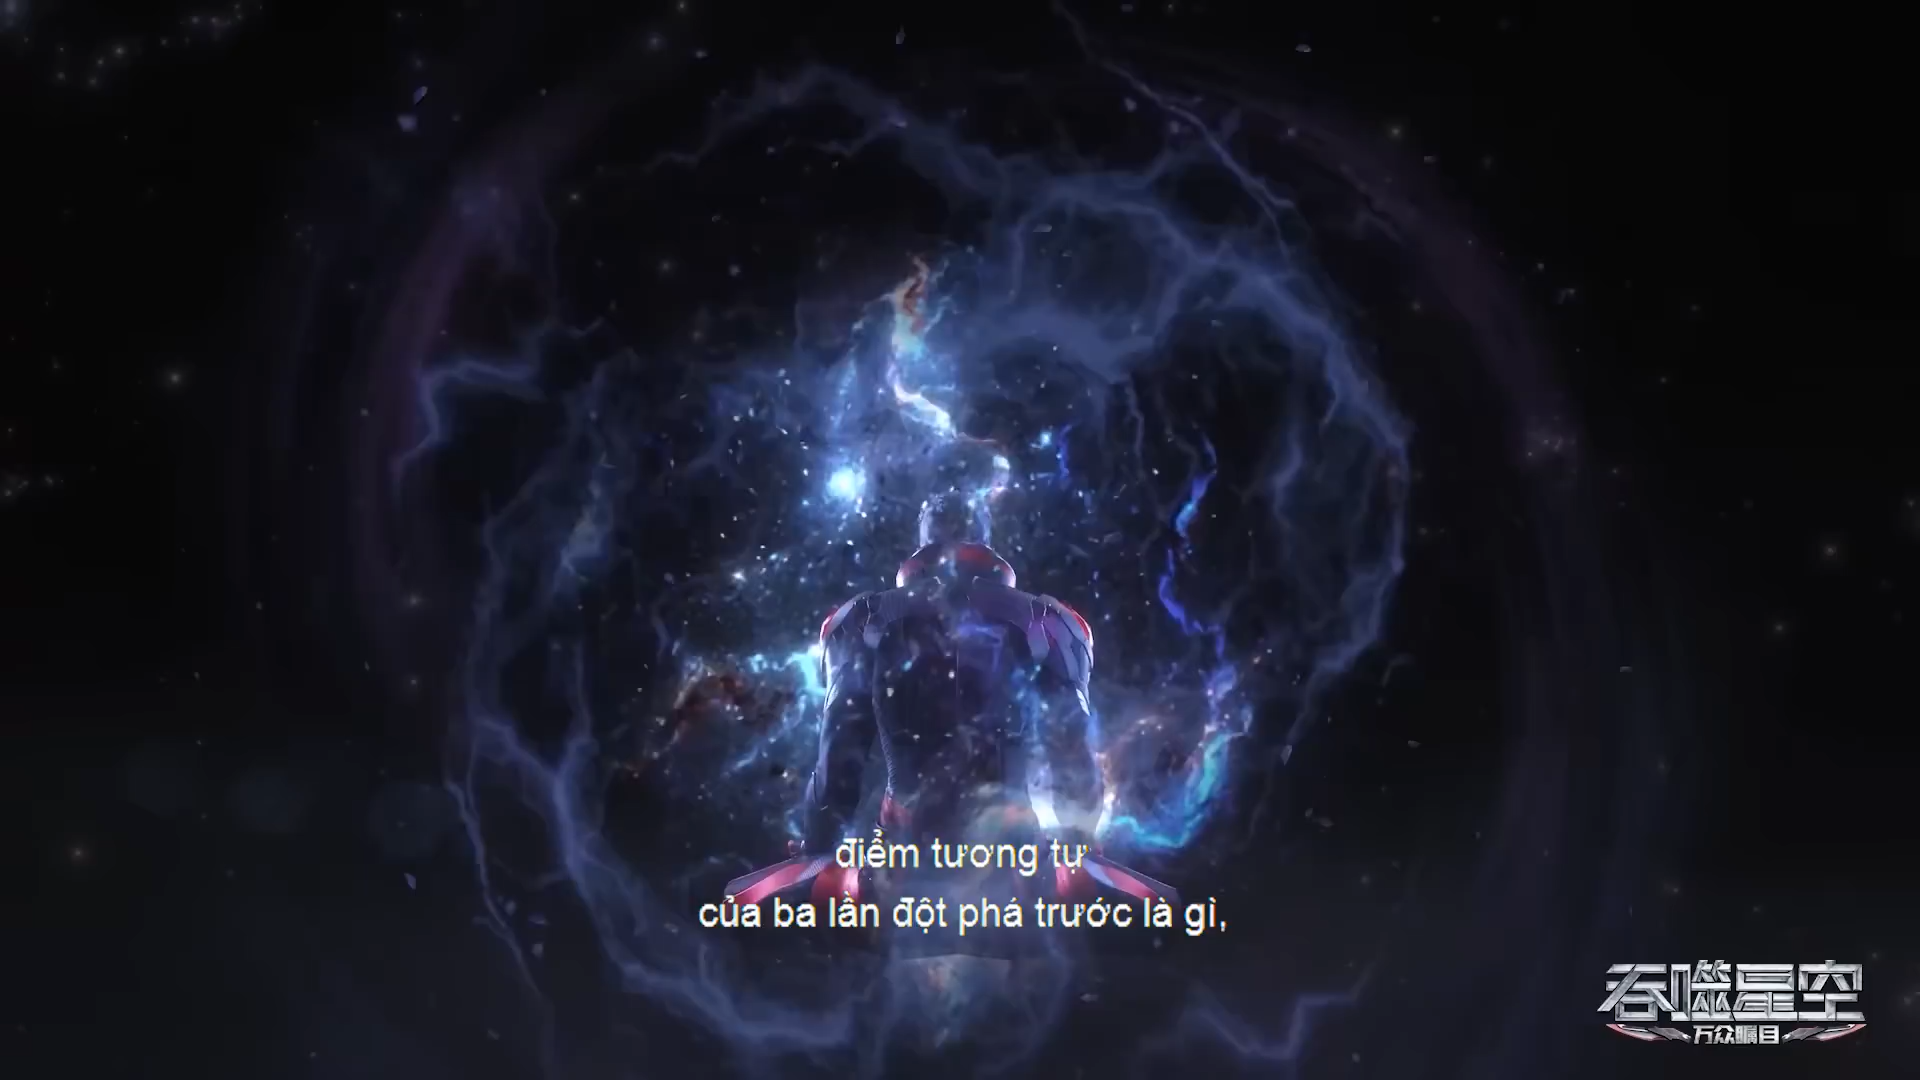 điểm tương tự
của ba lần đột phá trước là gì,
吞噬星空
万众瞩目